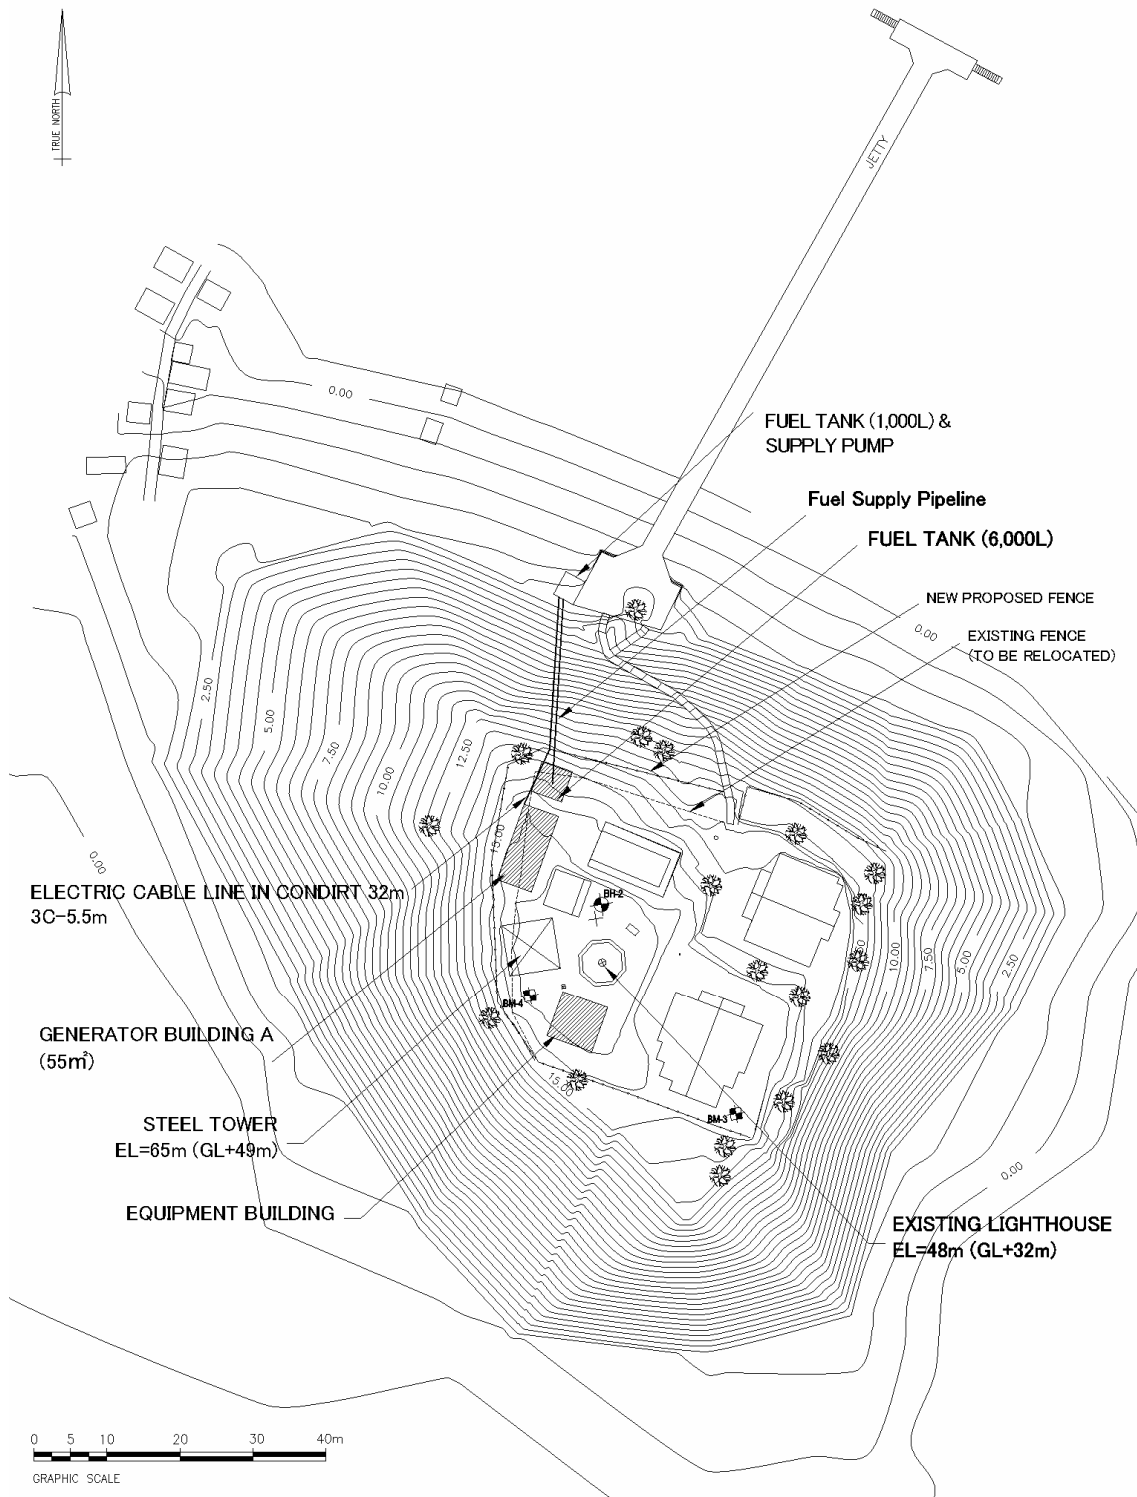 TRUE NORTH
JETTY
0.00
FUEL TANK (1,000L) &
SUPPLY PUMP
Fuel Supply Pipeline
FUEL TANK (6,000L)
NEW PROPOSED FENCE
0.00
EXISTING FENCE
(TO BE RELOCATED)
2.50
5.00
7.50
10.00
12.50
15.00
0.00
ELECTRIC CABLE LINE IN CONDIRT 32m
3C-5.5m
BH-2
10.00
7.50
5.00
2.50
BM-4
GENERATOR BUILDING A
(55㎡)
15.00
BM-3
STEEL TOWER
EL=65m (GL+49m)
0.00
EQUIPMENT BUILDING
EXISTING LIGHTHOUSE
EL=48m (GL+32m)
0 5 10 20 30 40m
GRAPHIC SCALE